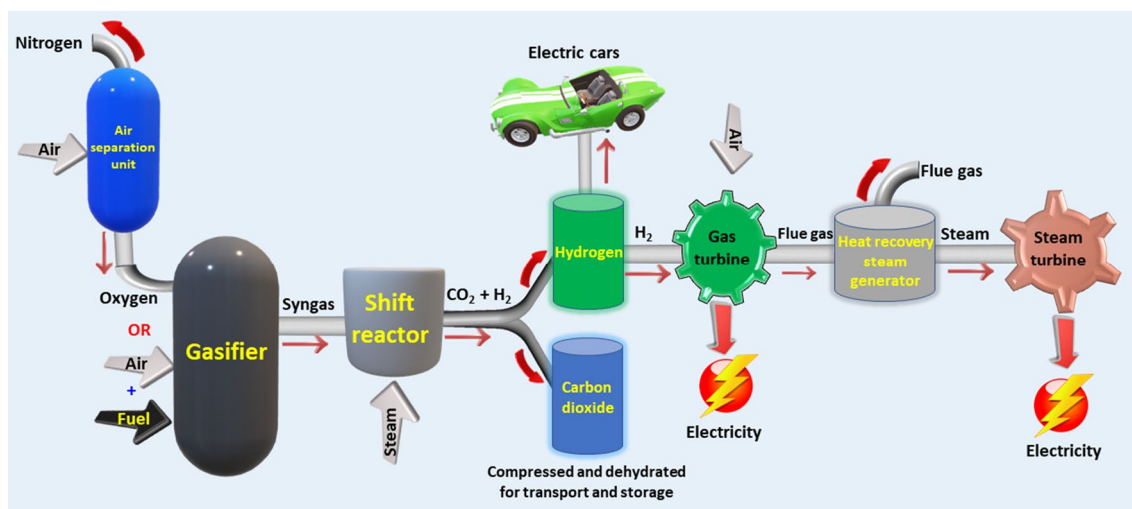 Nitrogen
Air
separation
unit
Air
Oxygen
OR
Air
+
Fuel
Gasifier
Syngas
Shift
reactor
Steam
CO₂ + H₂
Electric cars
Hydrogen
Carbon
dioxide
Compressed and dehydrated
for transport and storage
H₂
Air
Gas
turbine
Electricity
Flue gas
Flue gas
Heat recovery
steam
generator
Steam
Steam
turbine
Electricity